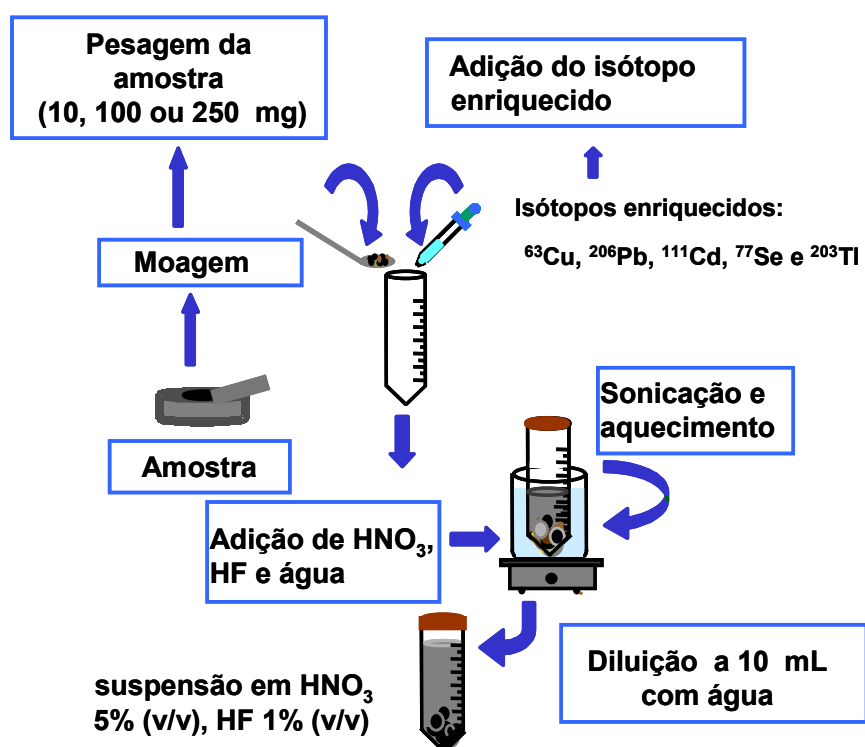 Pesagem da
amostra
(10, 100 ou 250 mg)
Adição do isótopo
enriquecido
Isótopos enriquecidos:
⁶³Cu, ²⁰⁶Pb, ¹¹¹Cd, ⁷⁷Se e ²⁰³Tl
Moagem
Amostra
Sonicação e
aquecimento
Adição de HNO₃,
HF e água
Diluição a 10 mL
com água
suspensão em HNO₃
5% (v/v), HF 1% (v/v)